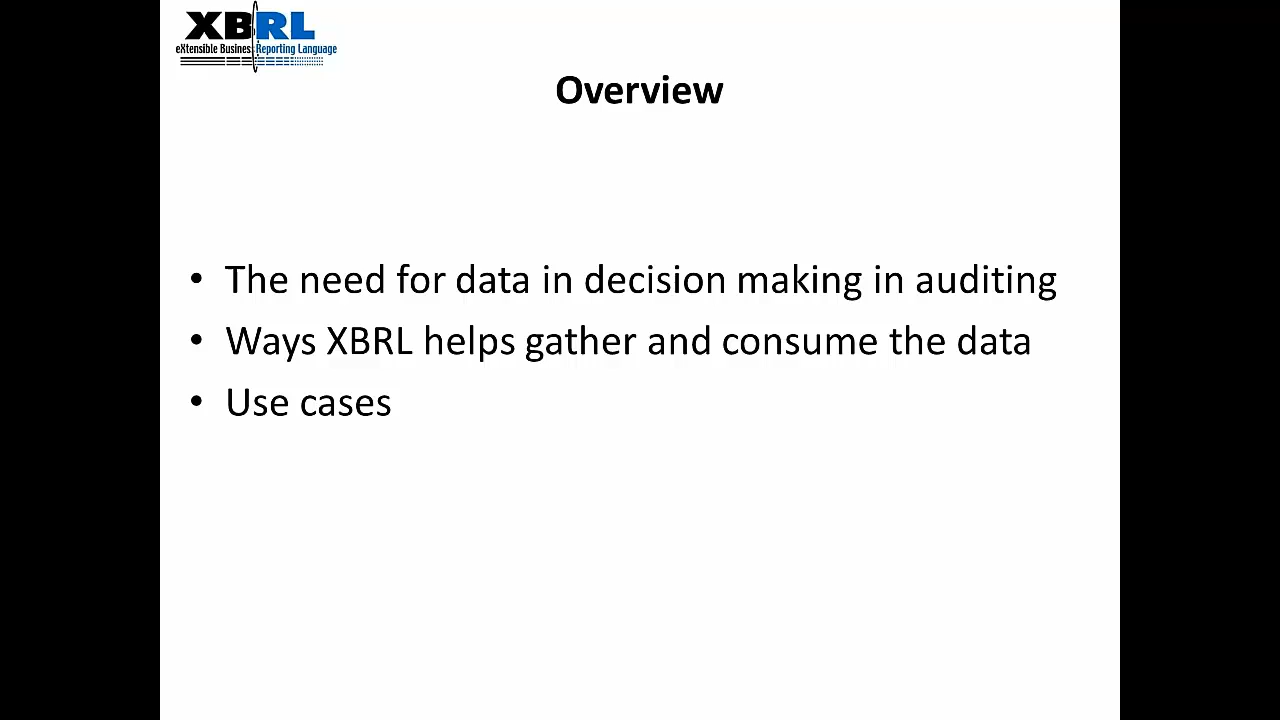 XBRL
eXtensible Business Reporting Language
Overview
• The need for data in decision making in auditing
• Ways XBRL helps gather and consume the data
• Use cases